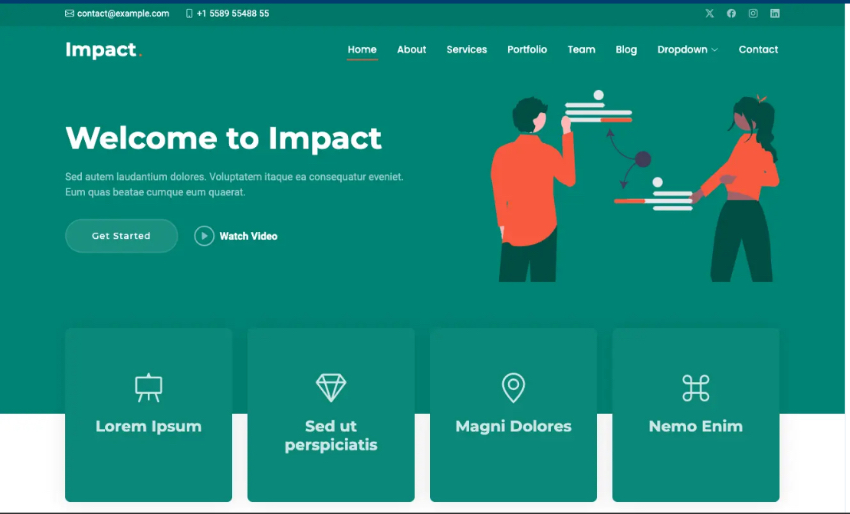 contact@example.com +1 5589 55488 55
Impact.
Home About Services Portfolio Team Blog Dropdown Contact
Welcome to Impact
Sed autem laudantium dolores. Voluptatem itaque ea consequatur eveniet.
Eum quas beatae cumque eum quaerat.
Get Started Watch Video
Lorem Ipsum
Sed ut
perspiciatis
Magni Dolores
Nemo Enim